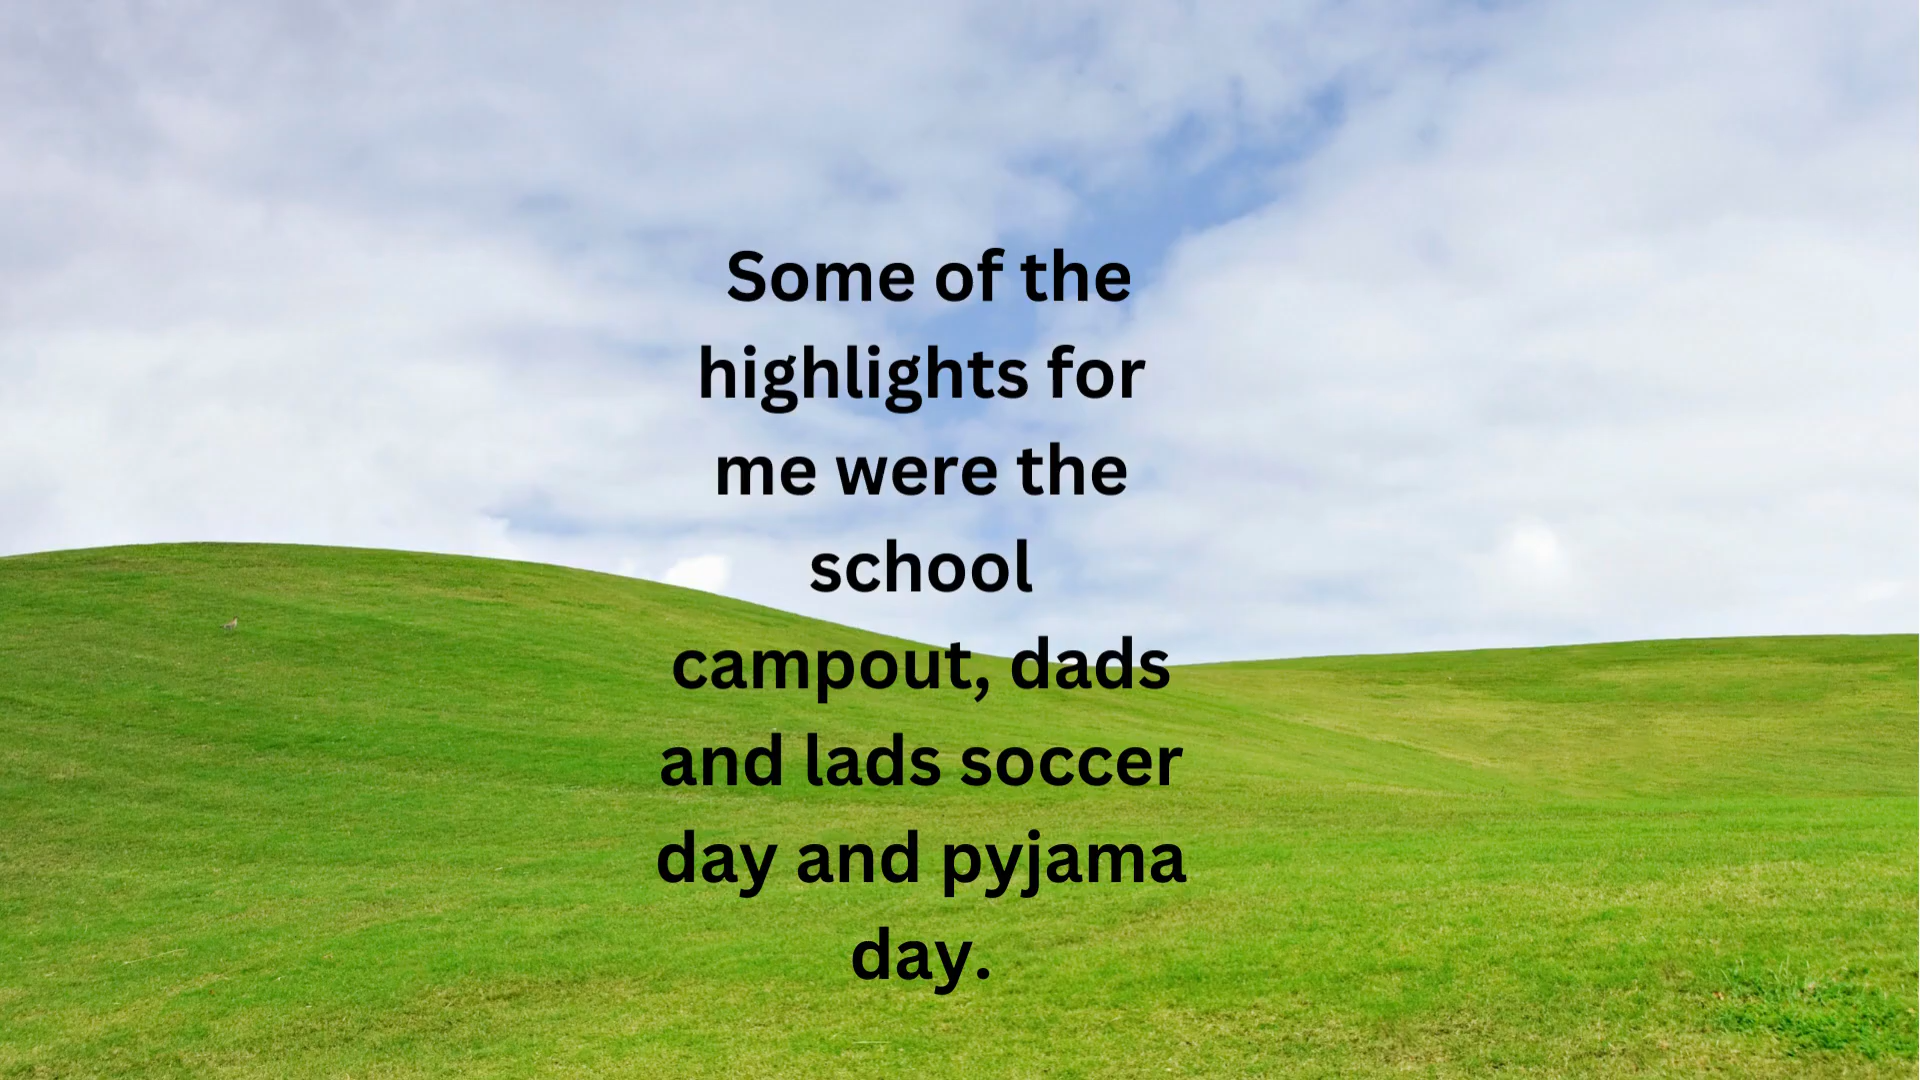 Some of the
highlights for
me were the
school
campout, dads
and lads soccer
day and pyjama
day.